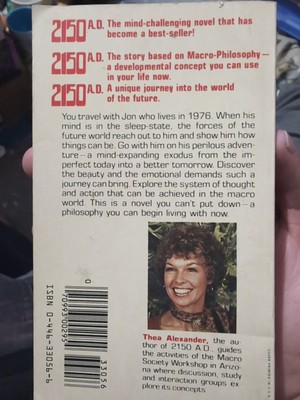 2150 A.D. The mind-challenging novel that has
become a best-seller!
2150 A.D. The story based on Macro-Philosophy—
a developmental concept you can use
in your life now.
2150 A.D. A unique journey into the world
of the future.
You travel with Jon who lives in 1976. When his
mind is in the sleep-state, the forces of the
future world reach out to him and show him how
things can be. Go with him on his perilous adven-
ture—a mind-expanding exodus from the im-
perfect today into a better tomorrow. Discover
the beauty and the emotional demands such a
journey can bring. Explore the system of thought
and action that can be achieved in the macro
world. This is a novel you can't put down—a
philosophy you can begin living with now.
Thea Alexander, the au-
thor of 2150 A.D., guides
the activities of the Macro
Society Workshop in Arizo-
na where discussion, study
and interaction groups ex-
plore its concepts
0
70993 00295
33056
ISBN 0-446-33056-6